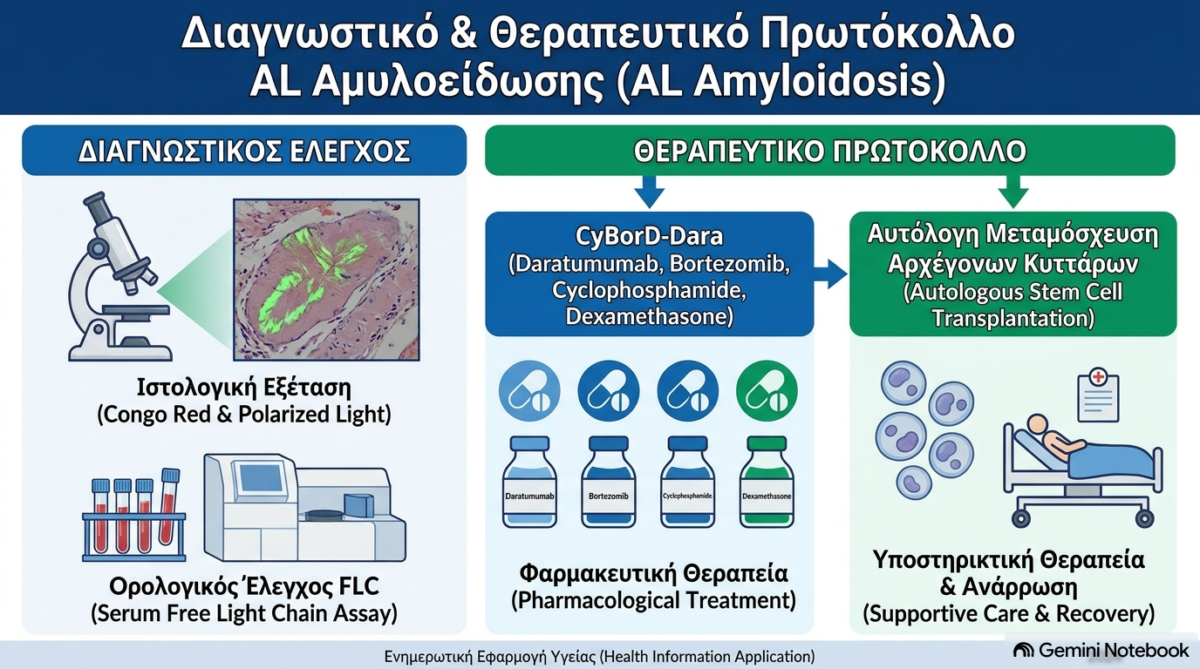 Διαγνωστικό & Θεραπευτικό Πρωτόκολλο
AL Αμυλοείδωσης (AL Amyloidosis)
ΔΙΑΓΝΩΣΤΙΚΟΣ ΕΛΕΓΧΟΣ
Ιστολογική Εξέταση
(Congo Red & Polarized Light)
Ορολογικός Έλεγχος FLC
(Serum Free Light Chain Assay)
ΘΕΡΑΠΕΥΤΙΚΟ ΠΡΩΤΟΚΟΛΛΟ
CyBorD-Dara
(Daratumumab, Bortezomib,
Cyclophosphamide,
Dexamethasone)
Daratumumab
Bortezomib
Cyclophosphamide
Dexamethasone
Φαρμακευτική Θεραπεία
(Pharmacological Treatment)
Αυτόλογη Μεταμόσχευση
Αρχέγονων Κυττάρων
(Autologous Stem Cell
Transplantation)
Υποστηρικτική Θεραπεία
& Ανάρρωση
(Supportive Care & Recovery)
Ενημερωτική Εφαρμογή Υγείας (Health Information Application)
Gemini Notebook